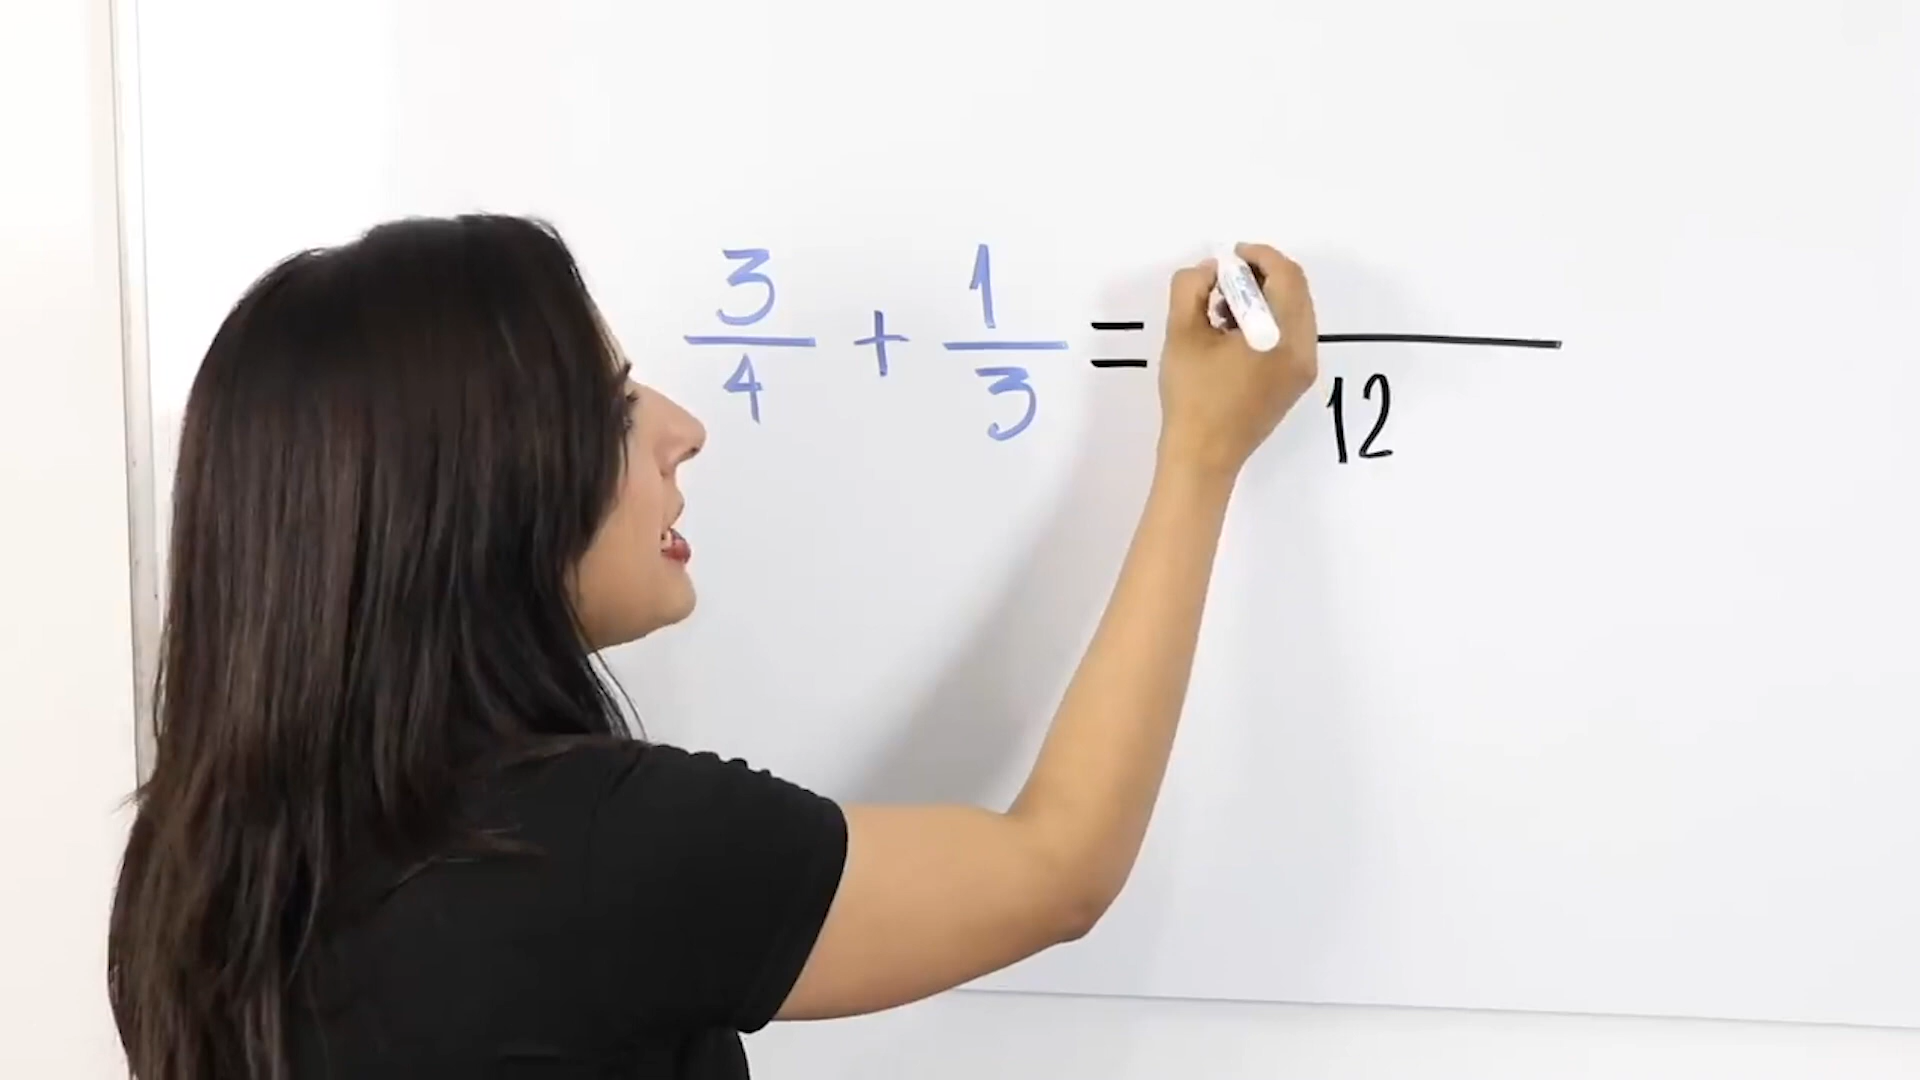 3/4 + 1/3 = /12